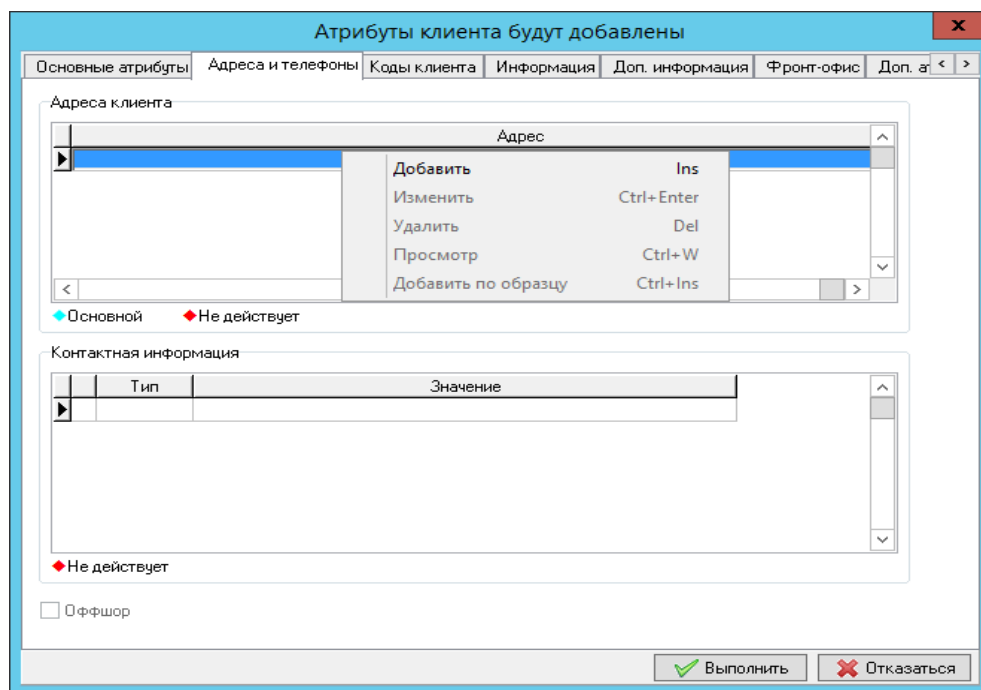 Атрибуты клиента будут добавлены
x
Основные атрибуты Адреса и телефоны Коды клиента Информация Доп. информация Фронт-офис Доп. а
Адреса клиента
Адрес
Добавить Ins
Изменить Ctrl+Enter
Удалить Del
Просмотр Ctrl+W
Добавить по образцу Ctrl+Ins
Основной Не действует
Контактная информация
Тип Значение
Не действует
Оффшор
Выполнить Отказаться